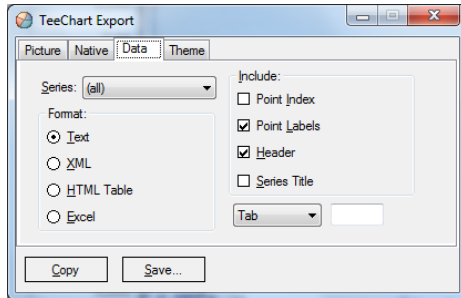 TeeChart Export
Picture Native Data Theme
Series: (all)
Format:
Text
XML
HTML Table
Excel
Include:
Point Index
Point Labels
Header
Series Title
Tab
Copy Save...